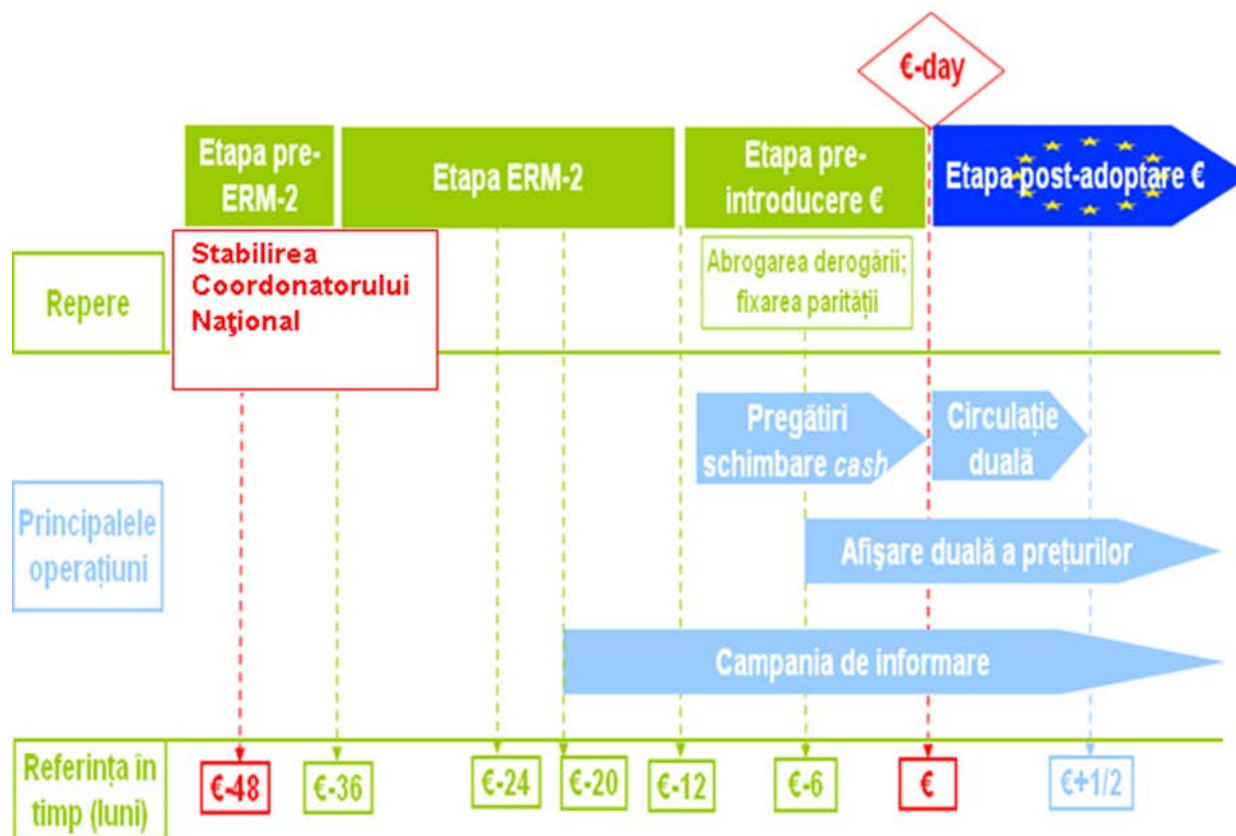 €-day
Etapa pre-
ERM-2
Etapa ERM-2
Etapa pre-
introducere €
Etapa post-adoptare €
Repere
Stabilirea
Coordonatorului
Naţional
Abrogarea derogării;
fixarea parității
Principalele
operațiuni
Pregătiri
schimbare cash
Circulație
duală
Afişare duală a prețurilor
Campania de informare
Referința în
timp (luni)
€-48
€-36
€-24
€-20
€-12
€-6
€
€+1/2